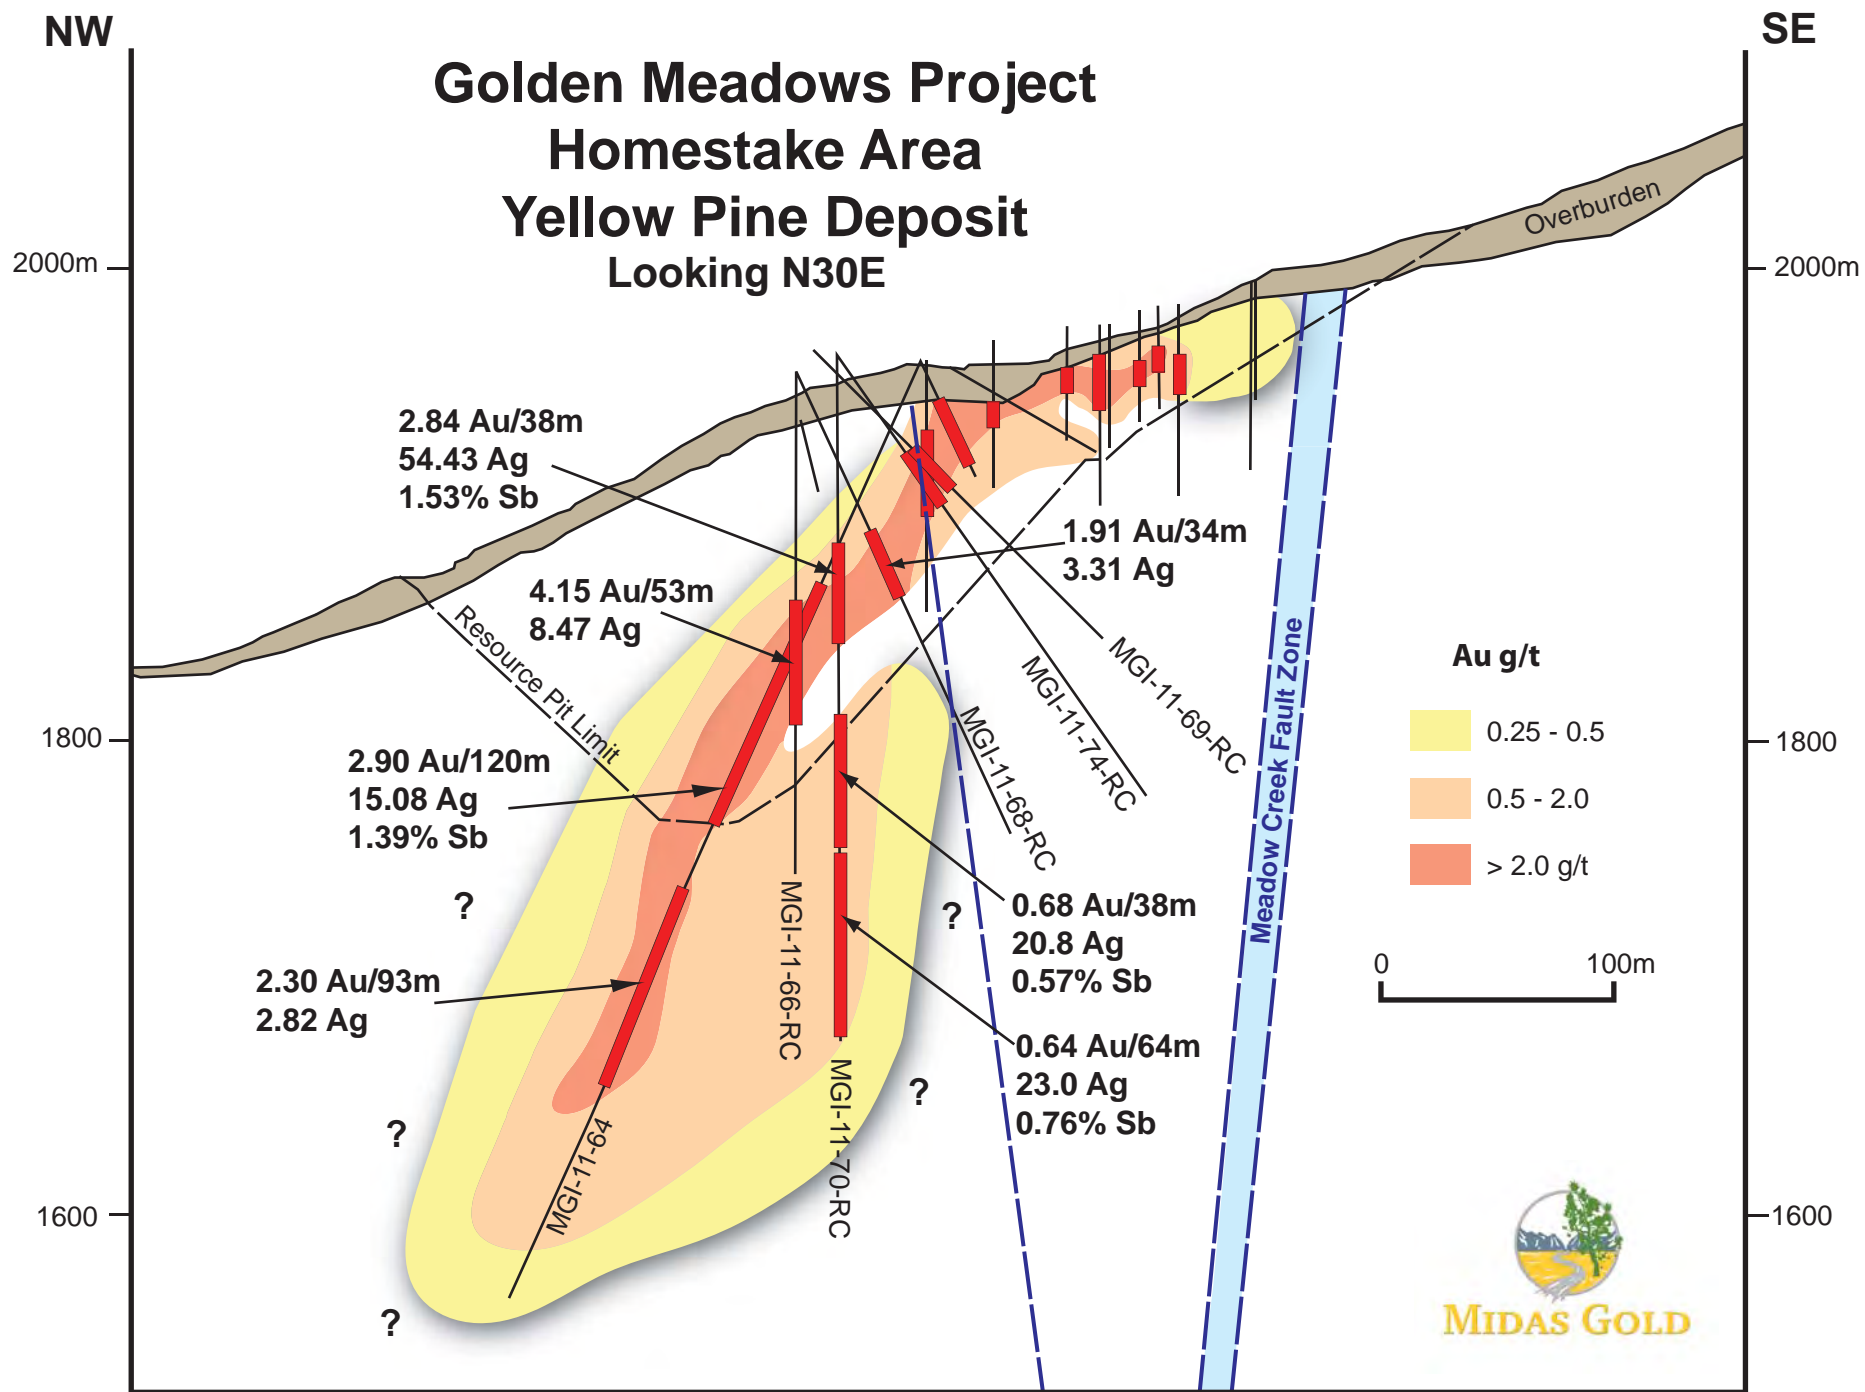 NW
SE
Golden Meadows Project
Homestake Area
Yellow Pine Deposit
Looking N30E
2000m
2000m
Overburden
2.84 Au/38m
54.43 Ag
1.53% Sb
1.91 Au/34m
3.31 Ag
4.15 Au/53m
8.47 Ag
Resource Pit Limit
MGI-11-69-RC
MGI-11-74-RC
MGI-11-68-RC
Meadow Creek Fault Zone
Au g/t
0.25 - 0.5
0.5 - 2.0
> 2.0 g/t
1800
1800
2.90 Au/120m
15.08 Ag
1.39% Sb
?
?
MGI-11-66-RC
0.68 Au/38m
20.8 Ag
0.57% Sb
0
100m
2.30 Au/93m
2.82 Ag
0.64 Au/64m
23.0 Ag
0.76% Sb
?
?
MGI-11-64
MGI-11-70-RC
1600
1600
?
MIDAS GOLD